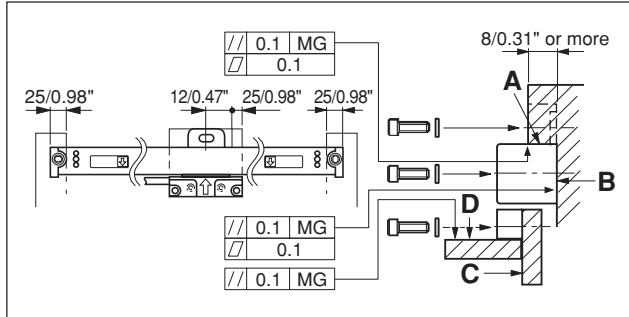 // 0.1 MG
▱ 0.1
8/0.31" or more
A
25/0.98" 12/0.47" 25/0.98" 25/0.98"
B
D
// 0.1 MG
▱ 0.1
// 0.1 MG
C